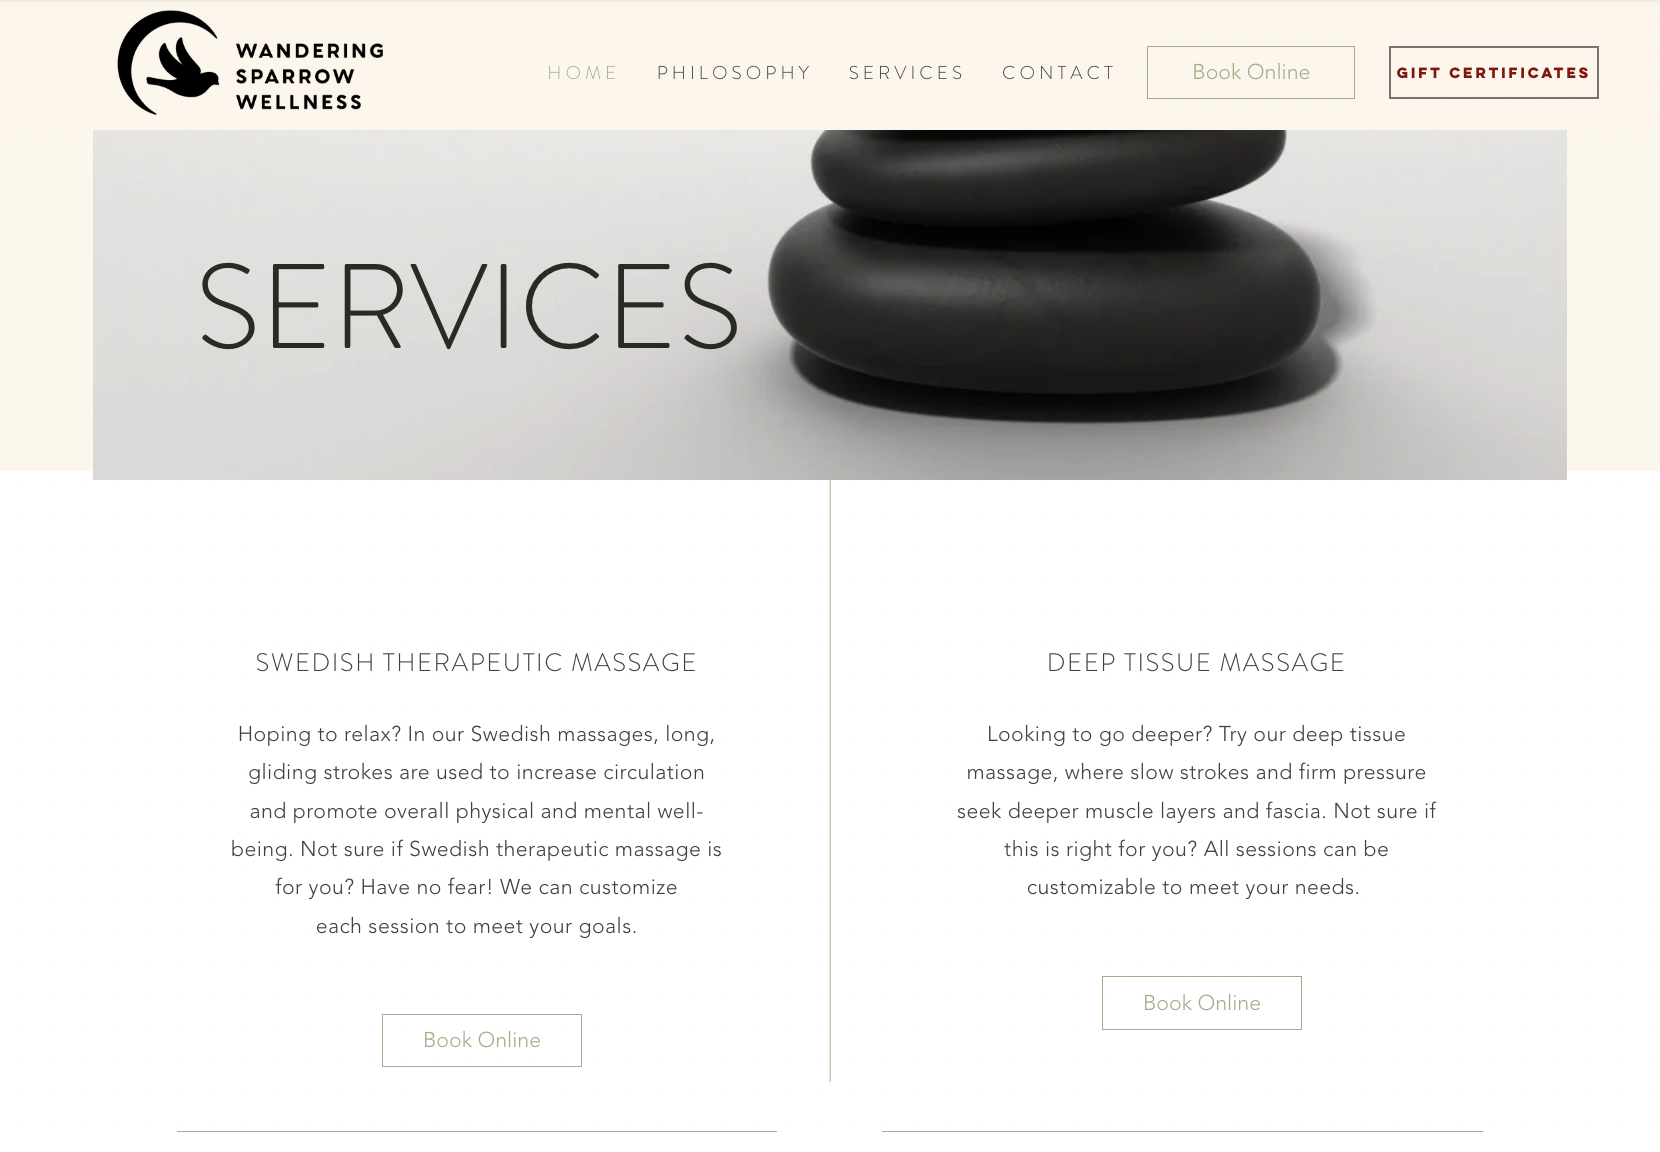 WANDERING
SPARROW
WELLNESS
HOME
PHILOSOPHY
SERVICES
CONTACT
Book Online
GIFT CERTIFICATES
SERVICES
SWEDISH THERAPEUTIC MASSAGE
Hoping to relax? In our Swedish massages, long,
gliding strokes are used to increase circulation
and promote overall physical and mental well-
being. Not sure if Swedish therapeutic massage is
for you? Have no fear! We can customize
each session to meet your goals.
Book Online
DEEP TISSUE MASSAGE
Looking to go deeper? Try our deep tissue
massage, where slow strokes and firm pressure
seek deeper muscle layers and fascia. Not sure if
this is right for you? All sessions can be
customizable to meet your needs.
Book Online